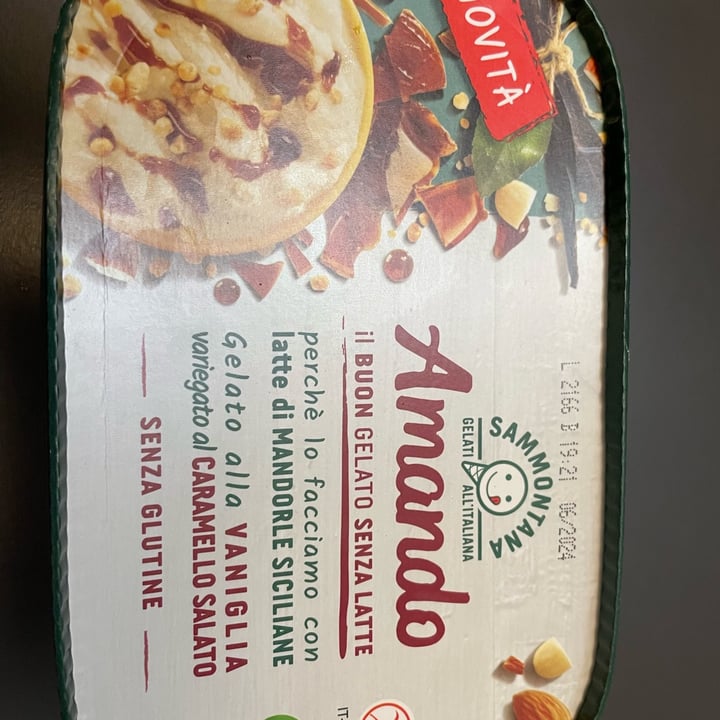 NOVITÀ
L 2166 D 19:21 06/2024
SAMMONTANA
GELATI ALL'ITALIANA
Amando
il BUON GELATO SENZA LATTE
perchè lo facciamo con
latte di MANDORLE SICILIANE
Gelato alla VANIGLIA
variegato al CARAMELLO SALATO
SENZA GLUTINE
IT-